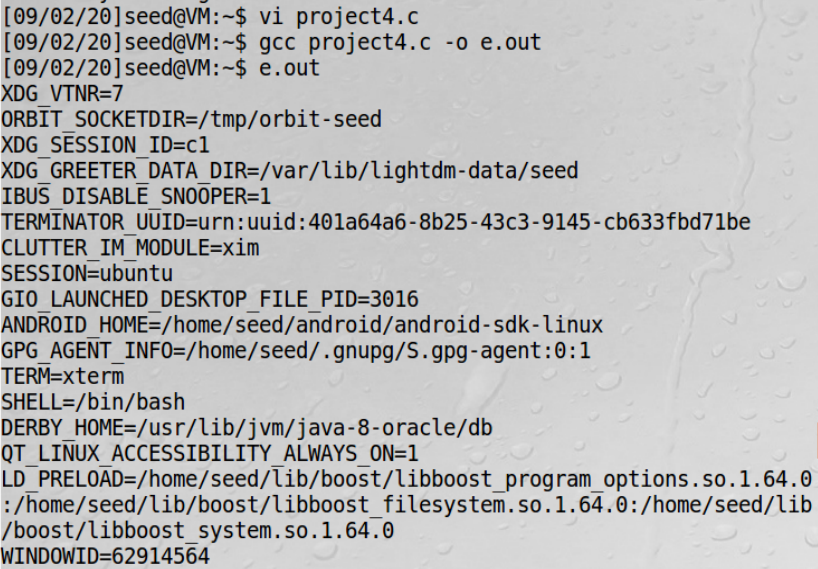 [09/02/20]seed@VM:~$ vi project4.c
[09/02/20]seed@VM:~$ gcc project4.c -o e.out
[09/02/20]seed@VM:~$ e.out
XDG_VTNR=7
ORBIT_SOCKETDIR=/tmp/orbit-seed
XDG_SESSION_ID=c1
XDG_GREETER_DATA_DIR=/var/lib/lightdm-data/seed
IBUS_DISABLE_SNOOPER=1
TERMINATOR_UUID=urn:uuid:401a64a6-8b25-43c3-9145-cb633fbd71be
CLUTTER_IM_MODULE=xim
SESSION=ubuntu
GIO_LAUNCHED_DESKTOP_FILE_PID=3016
ANDROID_HOME=/home/seed/android/android-sdk-linux
GPG_AGENT_INFO=/home/seed/.gnupg/S.gpg-agent:0:1
TERM=xterm
SHELL=/bin/bash
DERBY_HOME=/usr/lib/jvm/java-8-oracle/db
QT_LINUX_ACCESSIBILITY_ALWAYS_ON=1
LD_PRELOAD=/home/seed/lib/boost/libboost_program_options.so.1.64.0
:/home/seed/lib/boost/libboost_filesystem.so.1.64.0:/home/seed/lib
/boost/libboost_system.so.1.64.0
WINDOWID=62914564